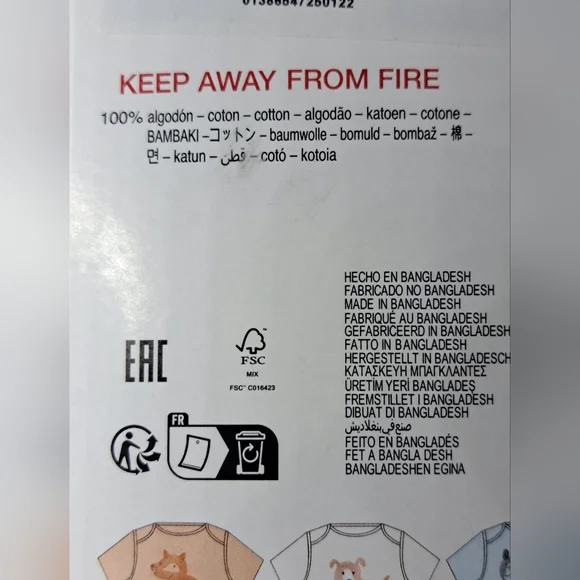 01386547250122
KEEP AWAY FROM FIRE
100% algodón – coton – cotton – algodão – katoen – cotone –
BAMBAKI –コットン – baumwolle – bomuld – bombaž – 棉 –
면 – katun – قطن – cotó – kotoia
HECHO EN BANGLADESH
FABRICADO NO BANGLADESH
MADE IN BANGLADESH
FABRIQUÉ AU BANGLADESH
GEFABRICEERD IN BANGLADESH
FATTO IN BANGLADESH
HERGESTELLT IN BANGLADESCH
ΚΑΤΑΣΚΕΥΗ ΜΠΑΓΚΛΑΝΤΕΣ
ÜRETİM YERİ BANGLADEŞ
FREMSTILLET I BANGLADESH
DIBUAT DI BANGLADESH
صنع في بنغلاديش
FEITO EN BANGLADÉS
FET A BANGLA DESH
BANGLADESHEN EGINA
EAC
FSC
MIX
FSC™ C016423
FR